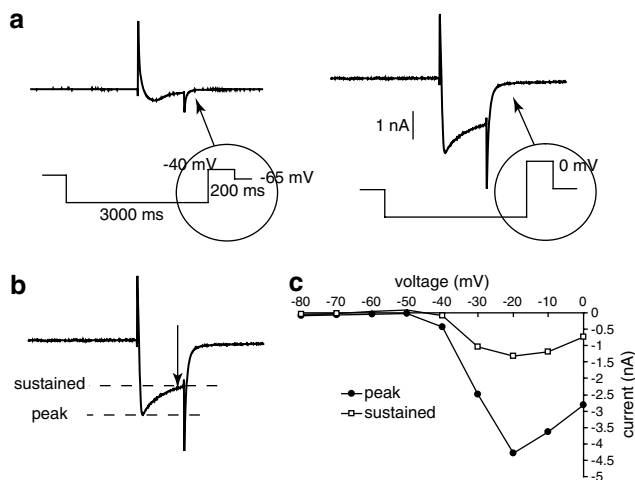 a
1 nA
-40 mV
-65 mV
200 ms
3000 ms
0 mV
b
sustained
peak
c
voltage (mV)
-80 -70 -60 -50 -40 -30 -20 -10 0
0
-0.5
-1
-1.5
-2
-2.5
-3
-3.5
-4
-4.5
-5
current (nA)
peak
sustained